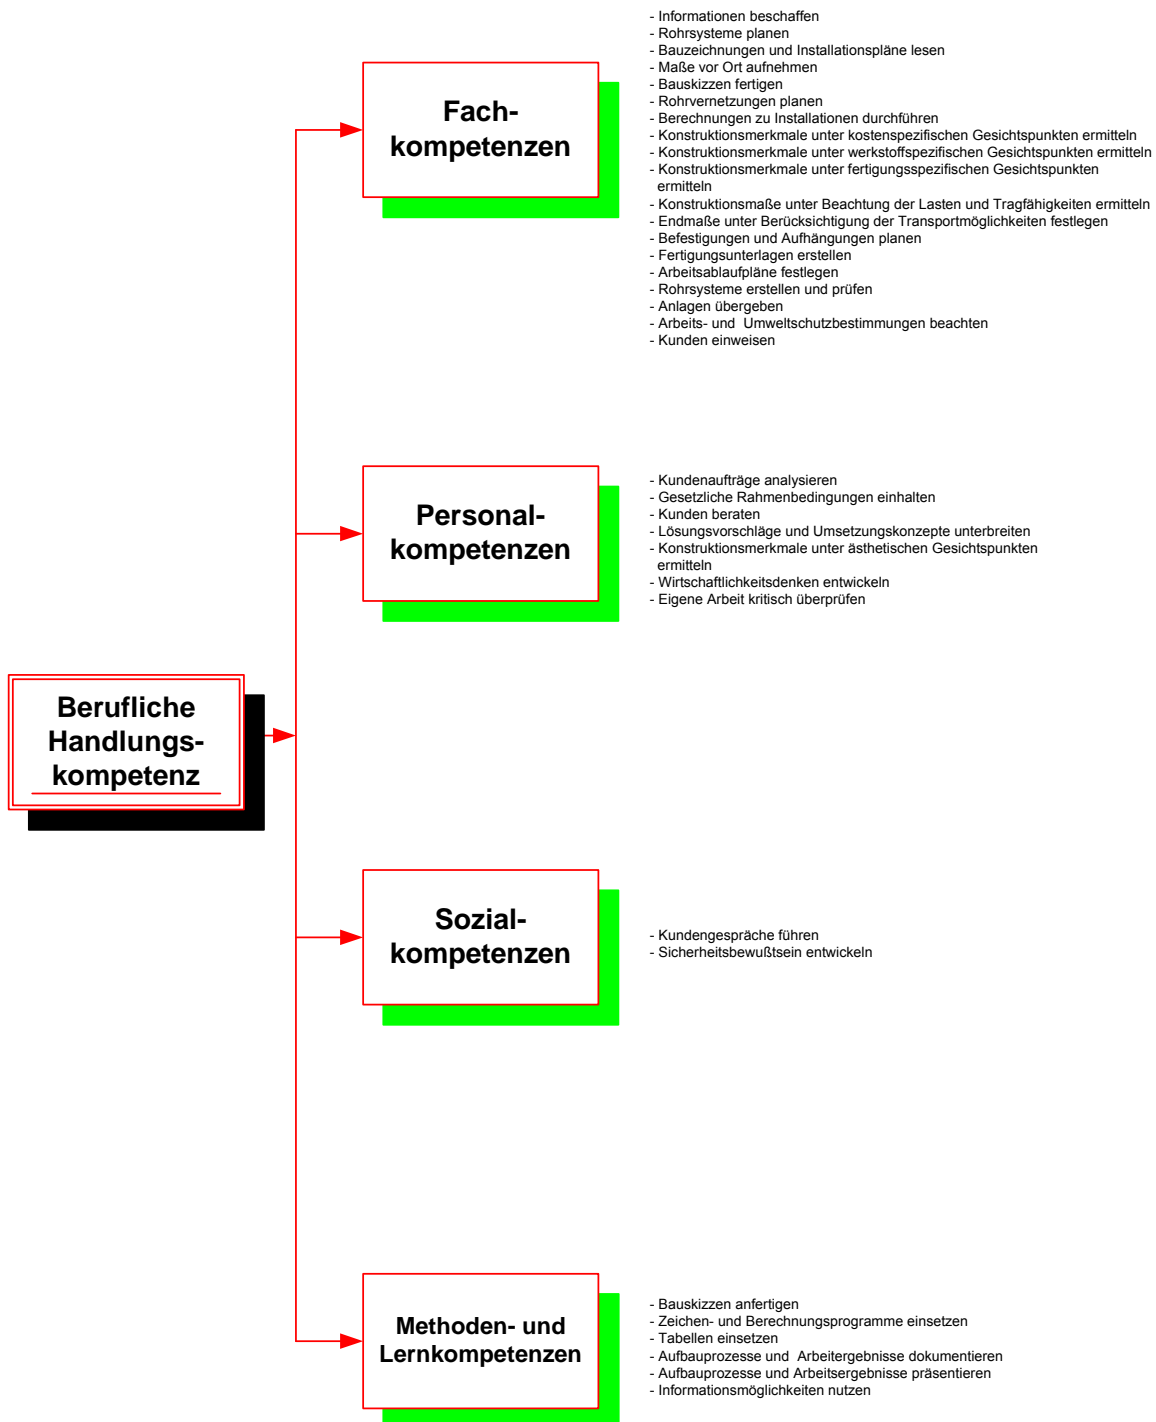 - Informationen beschaffen
- Rohrsysteme planen
- Bauzeichnungen und Installationspläne lesen
- Maße vor Ort aufnehmen
- Bauskizzen fertigen
- Rohrvernetzungen planen
- Berechnungen zu Installationen durchführen
- Konstruktionsmerkmale unter kostenspezifischen Gesichtspunkten ermitteln
- Konstruktionsmerkmale unter werkstoffspezifischen Gesichtspunkten ermitteln
- Konstruktionsmerkmale unter fertigungsspezifischen Gesichtspunkten
ermitteln
- Konstruktionsmaße unter Beachtung der Lasten und Tragfähigkeiten ermitteln
- Endmaße unter Berücksichtigung der Transportmöglichkeiten festlegen
- Befestigungen und Aufhängungen planen
- Fertigungsunterlagen erstellen
- Arbeitsablaufpläne festlegen
- Rohrsysteme erstellen und prüfen
- Anlagen übergeben
- Arbeits- und  Umweltschutzbestimmungen beachten
- Kunden einweisen
Fach-
kompetenzen
Personal-
kompetenzen
- Kundenaufträge analysieren
- Gesetzliche Rahmenbedingungen einhalten
- Kunden beraten
- Lösungsvorschläge und Umsetzungskonzepte unterbreiten
- Konstruktionsmerkmale unter ästhetischen Gesichtspunkten
ermitteln
- Wirtschaftlichkeitsdenken entwickeln
- Eigene Arbeit kritisch überprüfen
Berufliche
Handlungs-
kompetenz
Sozial-
kompetenzen
- Kundengespräche führen
- Sicherheitsbewußtsein entwickeln
Methoden- und
Lernkompetenzen
- Bauskizzen anfertigen
- Zeichen- und Berechnungsprogramme einsetzen
- Tabellen einsetzen
- Aufbauprozesse und  Arbeitergebnisse dokumentieren
- Aufbauprozesse und Arbeitsergebnisse präsentieren
- Informationsmöglichkeiten nutzen